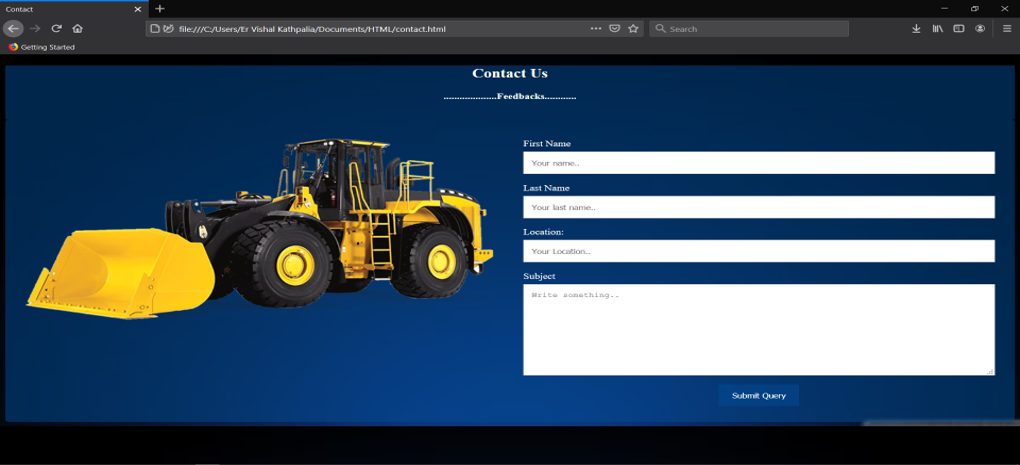 Contact
file:///C:/Users/Er Vishal Kathpalia/Documents/HTML/contact.html
Search
Getting Started
Contact Us
....................Feedbacks............
First Name
Your name..
Last Name
Your last name..
Location:
Your Location..
Subject
Write something..
Submit Query